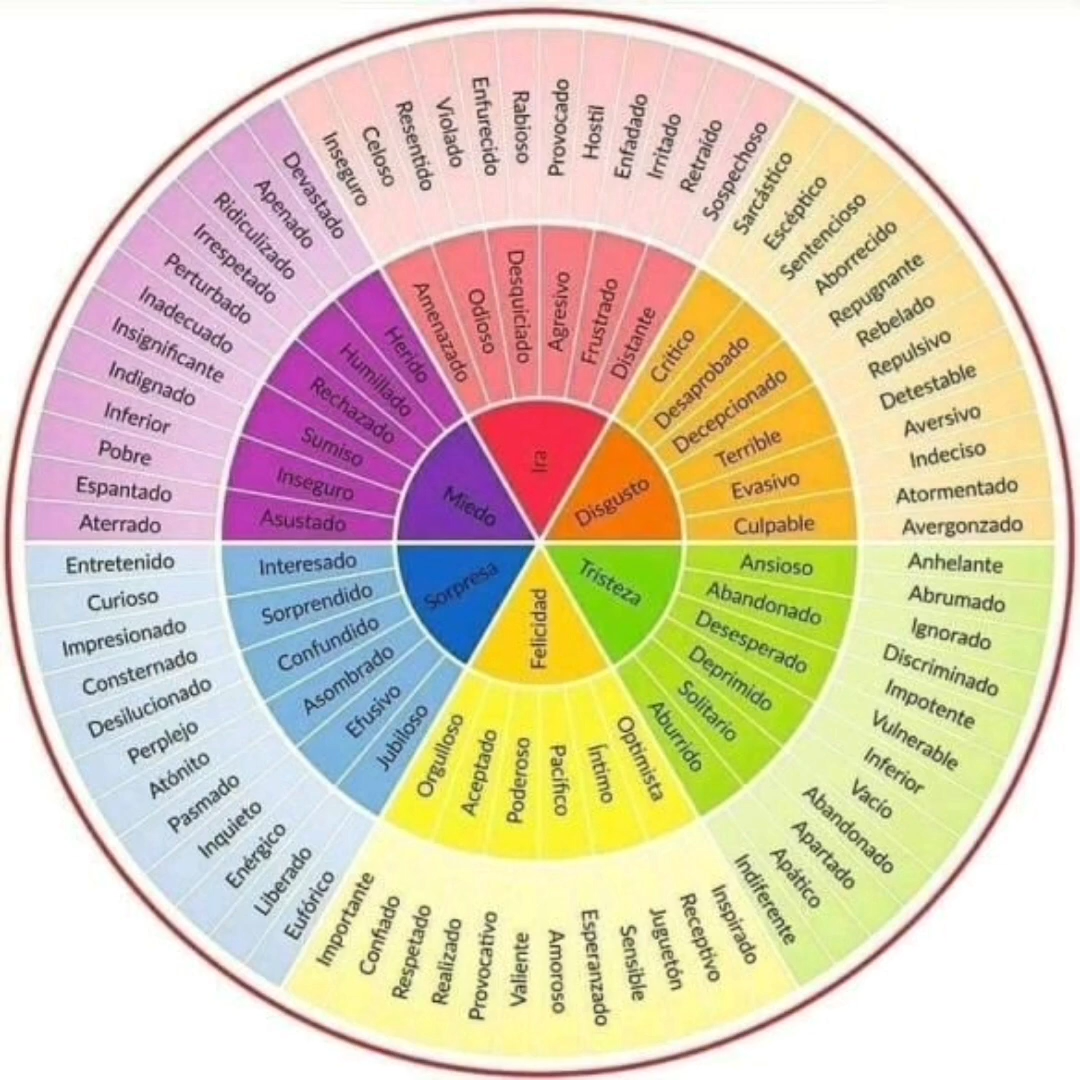 Ira
Disgusto
Tristeza
Felicidad
Sorpresa
Miedo
Amenazado
Odioso
Desquiciado
Agresivo
Frustrado
Distante
Crítico
Desaprobado
Decepcionado
Terrible
Evasivo
Culpable
Ansioso
Abandonado
Desesperado
Deprimido
Solitario
Aburrido
Optimista
Íntimo
Pacífico
Poderoso
Aceptado
Orgulloso
Jubiloso
Efusivo
Asombrado
Confundido
Sorprendido
Interesado
Asustado
Inseguro
Sumiso
Rechazado
Humillado
Herido
Inseguro
Celoso
Resentido
Violado
Enfurecido
Rabioso
Provocado
Hostil
Enfadado
Irritado
Retraído
Sospechoso
Sarcástico
Escéptico
Sentencioso
Aborrecido
Repugnante
Rebelado
Repulsivo
Detestable
Aversivo
Indeciso
Atormentado
Avergonzado
Anhelante
Abrumado
Ignorado
Discriminado
Impotente
Vulnerable
Inferior
Vacío
Abandonado
Apartado
Apático
Indiferente
Inspirado
Receptivo
Juguetón
Sensible
Esperanzado
Amoroso
Valiente
Provocativo
Realizado
Respetado
Confiado
Importante
Eufórico
Liberado
Enérgico
Inquieto
Pasmado
Atónito
Perplejo
Desilucionado
Consternado
Impresionado
Curioso
Entretenido
Aterrado
Espantado
Pobre
Inferior
Indignado
Insignificante
Inadecuado
Perturbado
Irrespetado
Ridiculizado
Apenado
Devastado